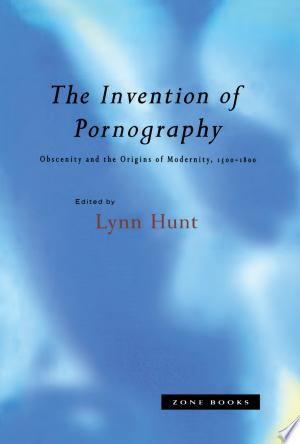 The Invention of
Pornography
Obscenity and the Origins of Modernity, 1500–1800
Edited by
Lynn Hunt
ZONE BOOKS